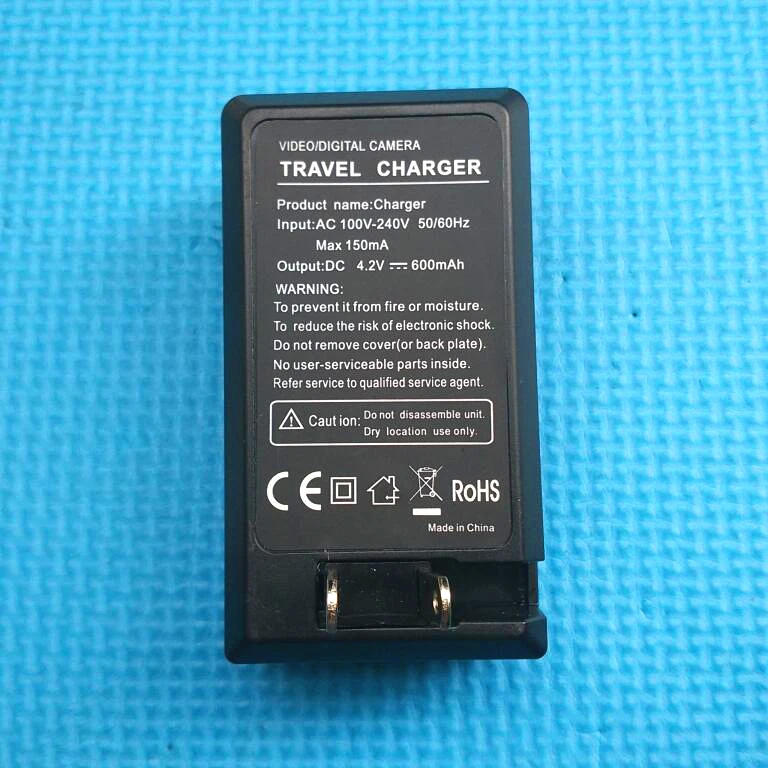 VIDEO/DIGITAL CAMERA
TRAVEL CHARGER
Product name:Charger
Input:AC 100V-240V 50/60Hz
Max 150mA
Output:DC 4.2V 600mAh
WARNING:
To prevent it from fire or moisture.
To reduce the risk of electronic shock.
Do not remove cover(or back plate).
No user-serviceable parts inside.
Refer service to qualified service agent.
Caution: Do not disassemble unit.
Dry location use only.
CE RoHS
Made in China